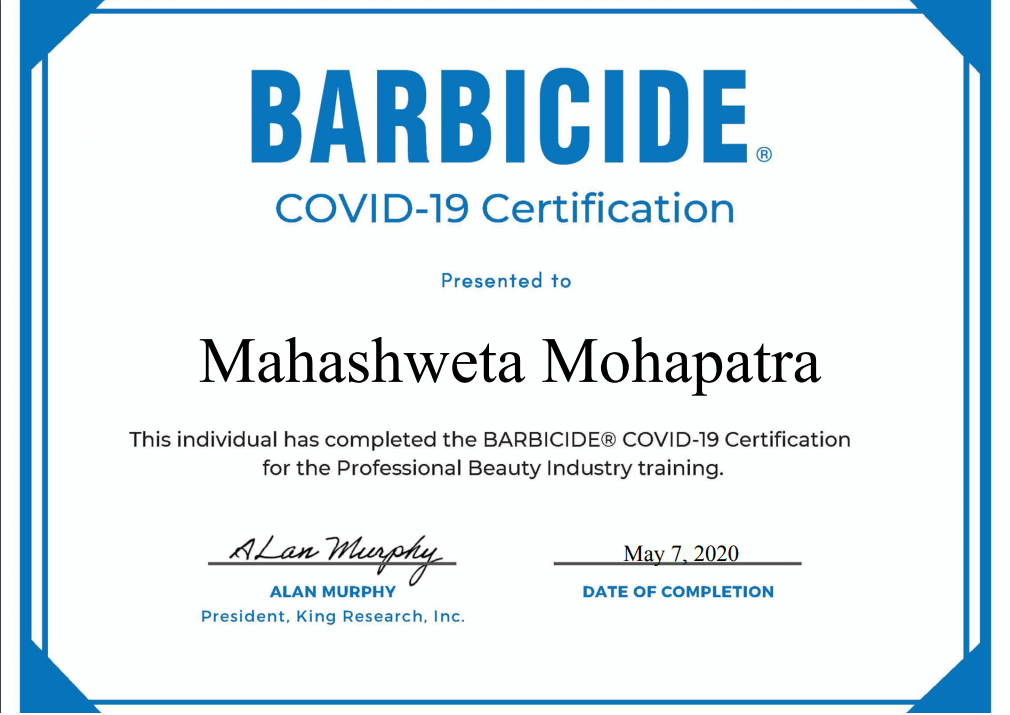 BARBICIDE®
COVID-19 Certification
Presented to
Mahashweta Mohapatra
This individual has completed the BARBICIDE® COVID-19 Certification
for the Professional Beauty Industry training.
ALan Murphy
May 7, 2020
ALAN MURPHY
DATE OF COMPLETION
President, King Research, Inc.